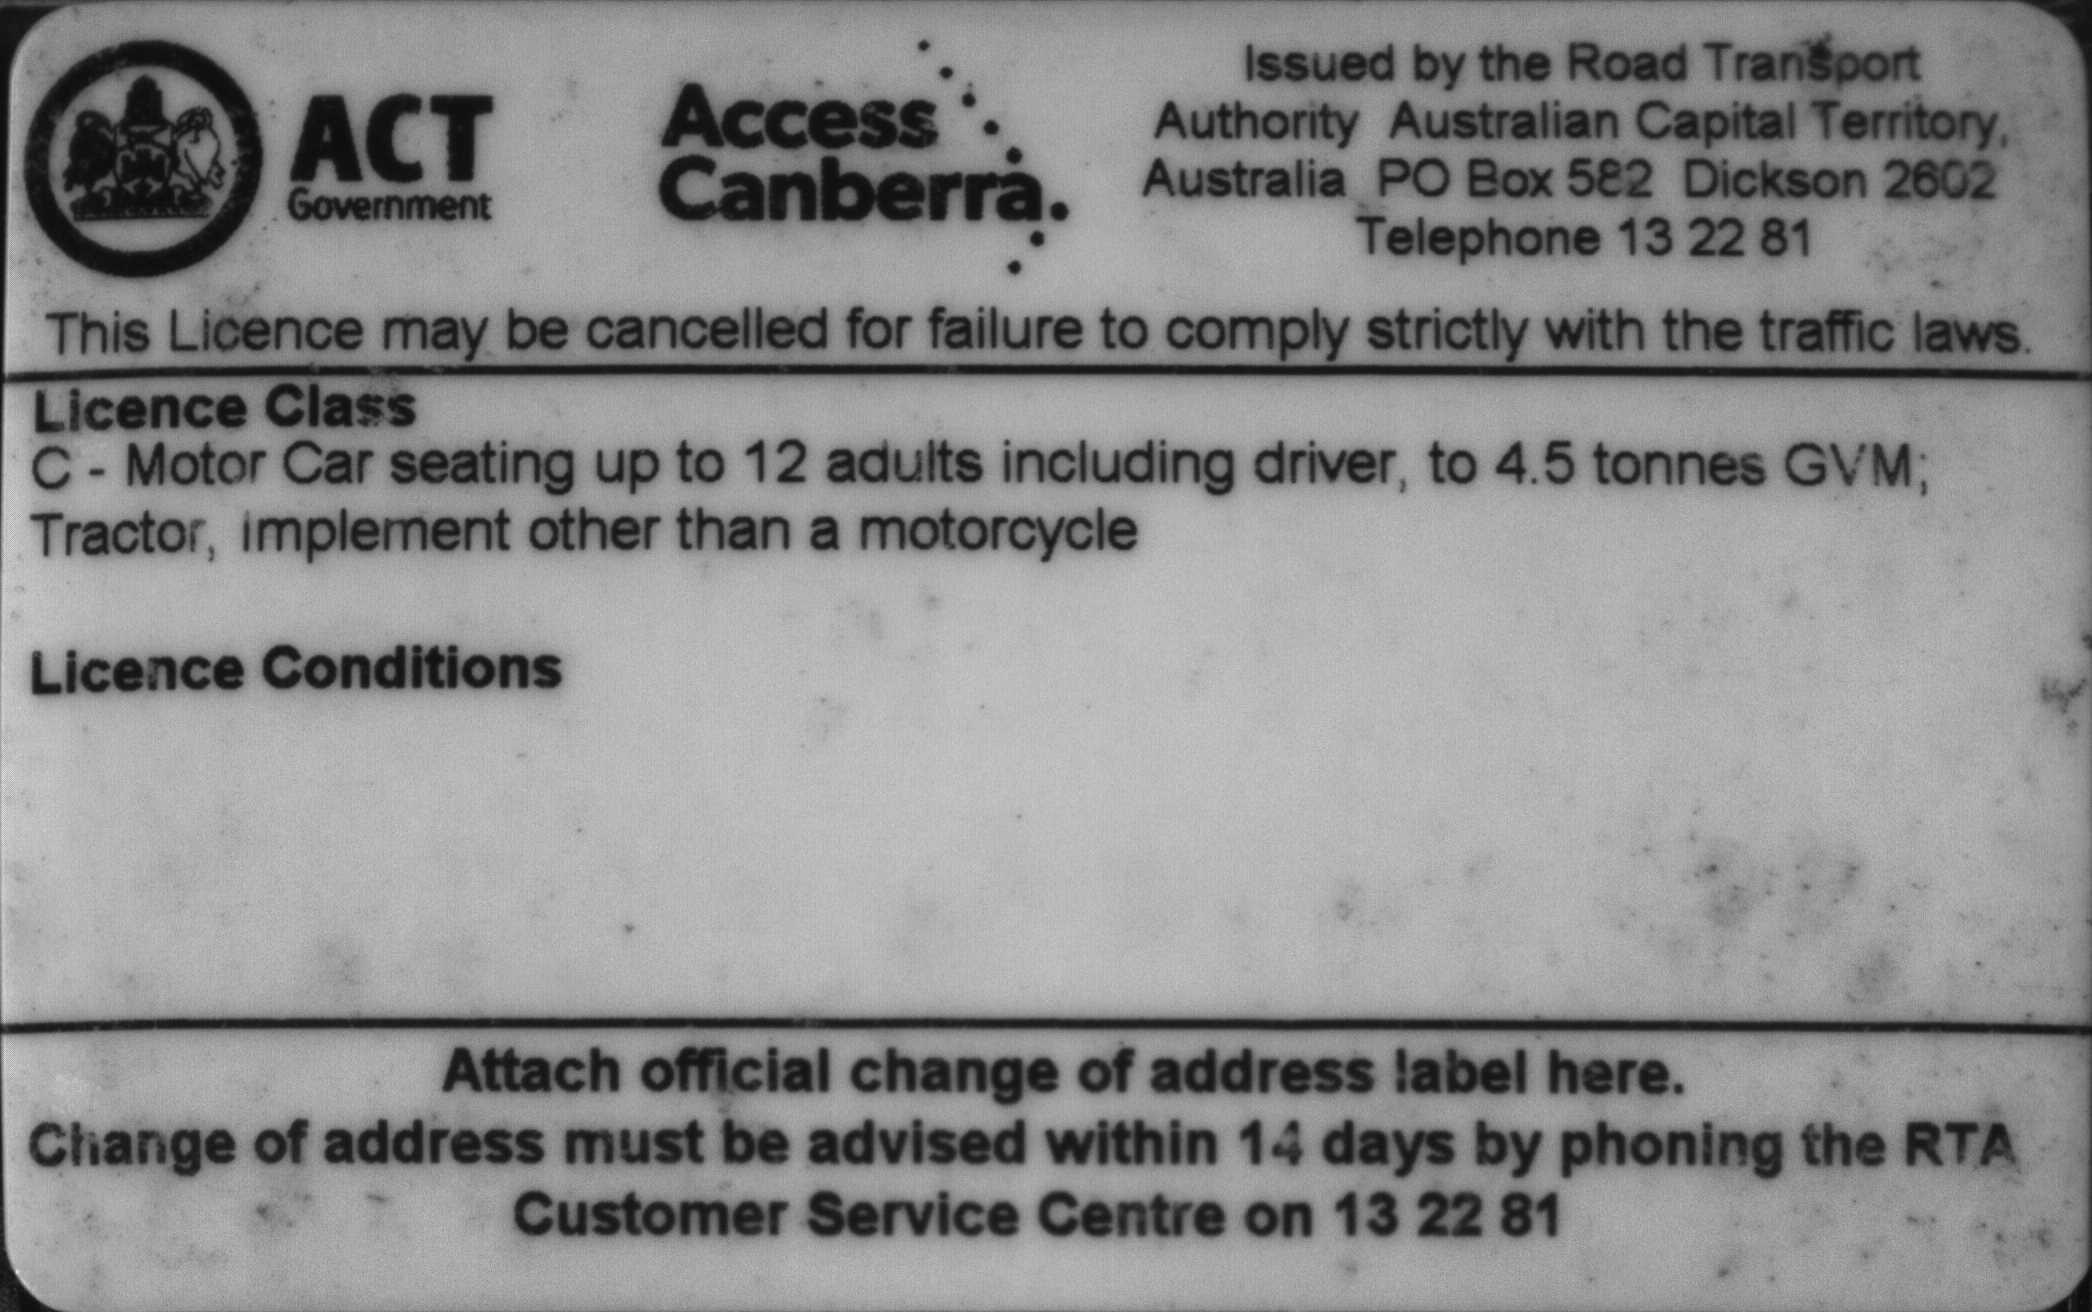 ACT
Government
Access
Canberra.
Issued by the Road Transport
Authority Australian Capital Territory,
Australia PO Box 582 Dickson 2602
Telephone 13 22 81
This Licence may be cancelled for failure to comply strictly with the traffic laws.
Licence Class
C - Motor Car seating up to 12 adults including driver, to 4.5 tonnes GVM;
Tractor, implement other than a motorcycle
Licence Conditions
Attach official change of address label here.
Change of address must be advised within 14 days by phoning the RTA
Customer Service Centre on 13 22 81